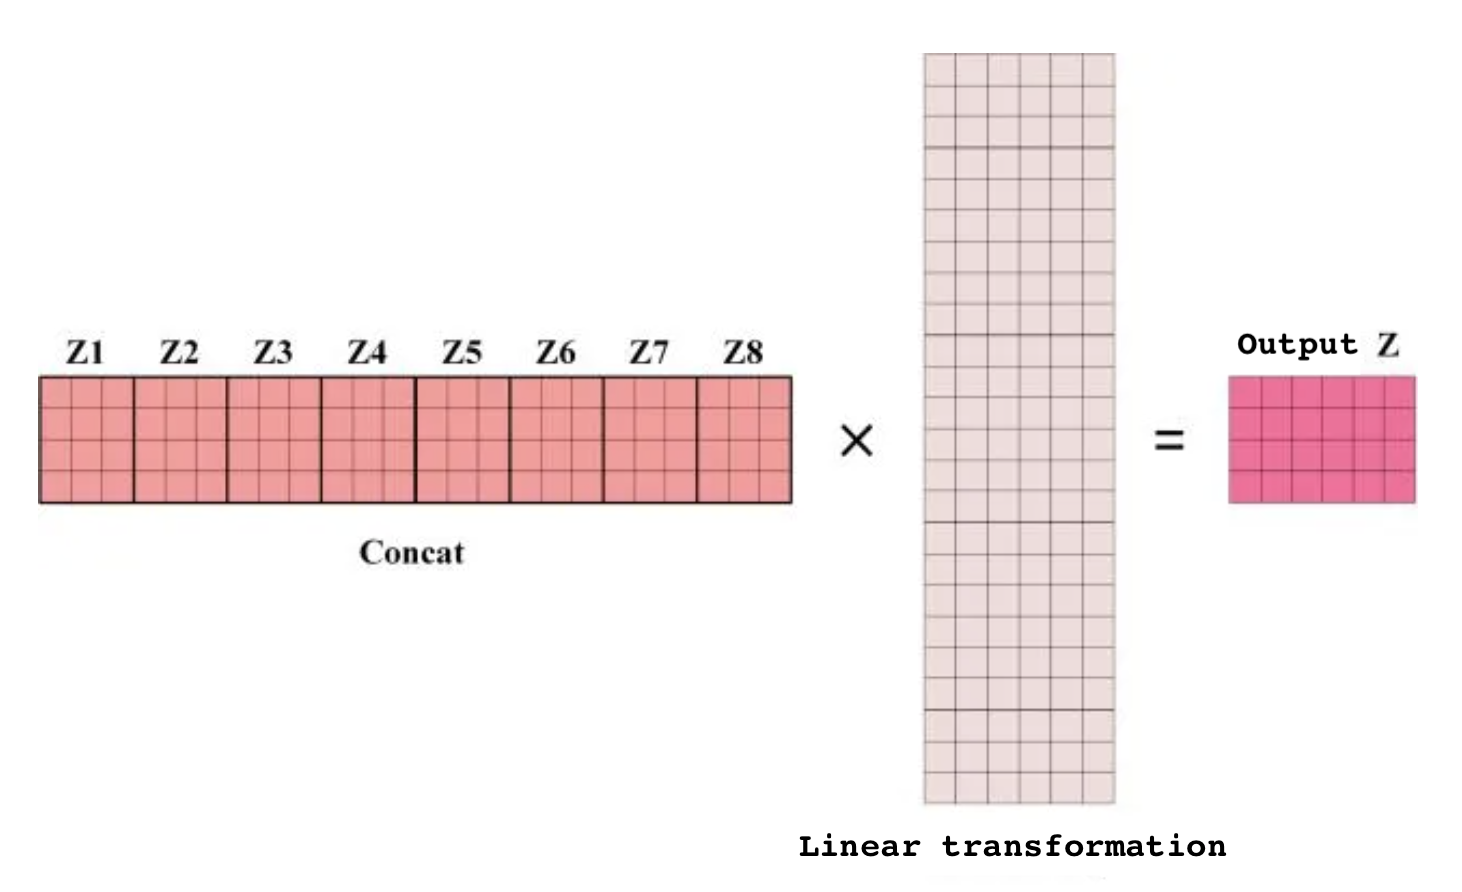 Z1 Z2 Z3 Z4 Z5 Z6 Z7 Z8
Concat
×
Linear transformation
=
Output Z